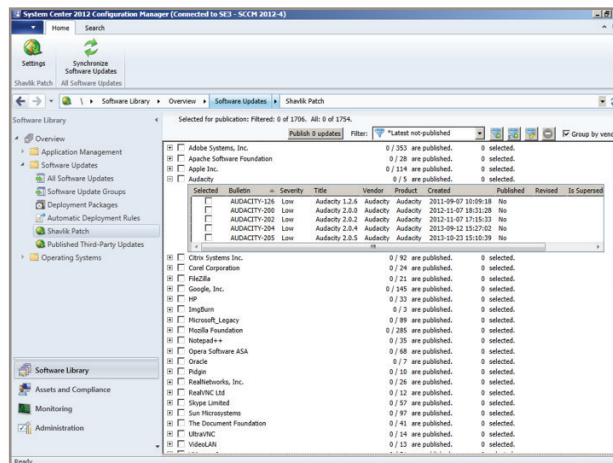 System Center 2012 Configuration Manager (Connected to SE3 - SCCM 2012-4)
Home Search
Settings
Synchronize Software Updates
Shavlik Patch All Software Updates
\ Software Library Overview Software Updates Shavlik Patch
Software Library
Overview
Application Management
Software Updates
All Software Updates
Software Update Groups
Deployment Packages
Automatic Deployment Rules
Shavlik Patch
Published Third-Party Updates
Operating Systems
Software Library
Assets and Compliance
Monitoring
Administration
Ready
Selected for publication: Filtered: 0 of 1706. All: 0 of 1754.
Publish 0 updates Filter: *Latest not-published Group by vend
Adobe Systems, Inc. 0 / 353 are published. 0 selected.
Apache Software Foundation 0 / 28 are published. 0 selected.
Apple Inc. 0 / 114 are published. 0 selected.
Audacity 0 / 5 are published. 0 selected.
Selected Bulletin Severity Title Vendor Product Created Published Revised Is Supersed
AUDACITY-126 Low Audacity 1.2.6 Audacity Audacity 2011-09-07 10:09:18 No
AUDACITY-200 Low Audacity 2.0.0 Audacity Audacity 2012-11-07 18:31:28 No
AUDACITY-202 Low Audacity 2.0.2 Audacity Audacity 2012-11-07 17:15:33 No
AUDACITY-204 Low Audacity 2.0.4 Audacity Audacity 2013-09-12 15:27:02 No
AUDACITY-205 Low Audacity 2.0.5 Audacity Audacity 2013-10-23 15:10:39 No
Citrix Systems Inc. 0 / 92 are published. 0 selected.
Corel Corporation 0 / 24 are published. 0 selected.
FileZilla 0 / 21 are published. 0 selected.
Google, Inc. 0 / 145 are published. 0 selected.
HP 0 / 33 are published. 0 selected.
ImgBurn 0 / 3 are published. 0 selected.
Microsoft_Legacy 0 / 89 are published. 0 selected.
Mozilla Foundation 0 / 285 are published. 0 selected.
Notepad++ 0 / 35 are published. 0 selected.
Opera Software ASA 0 / 68 are published. 0 selected.
Oracle 0 / 7 are published. 0 selected.
Pidgin 0 / 10 are published. 0 selected.
RealNetworks, Inc. 0 / 26 are published. 0 selected.
RealVNC Ltd 0 / 12 are published. 0 selected.
Skype Limited 0 / 57 are published. 0 selected.
Sun Microsystems 0 / 97 are published. 0 selected.
The Document Foundation 0 / 41 are published. 0 selected.
UltraVNC 0 / 14 are published. 0 selected.
VideoLAN 0 / 13 are published. 0 selected.